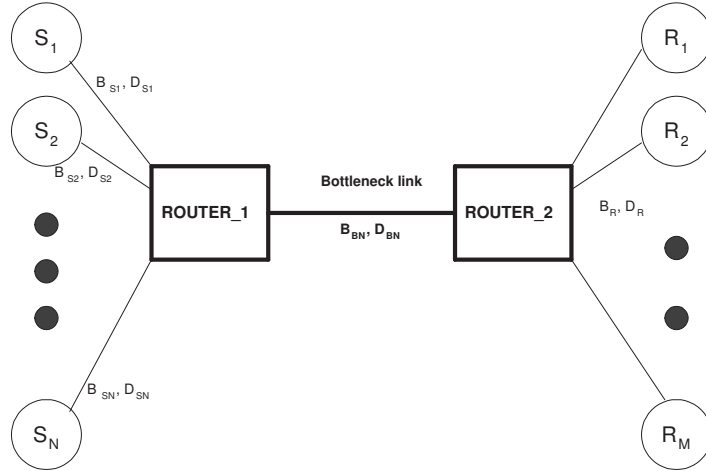 S1
R1
B S1, D S1
S2
R2
B S2, D S2
Bottleneck link
ROUTER_1
ROUTER_2
B BN, D BN
B R, D R
B SN, D SN
SN
RM